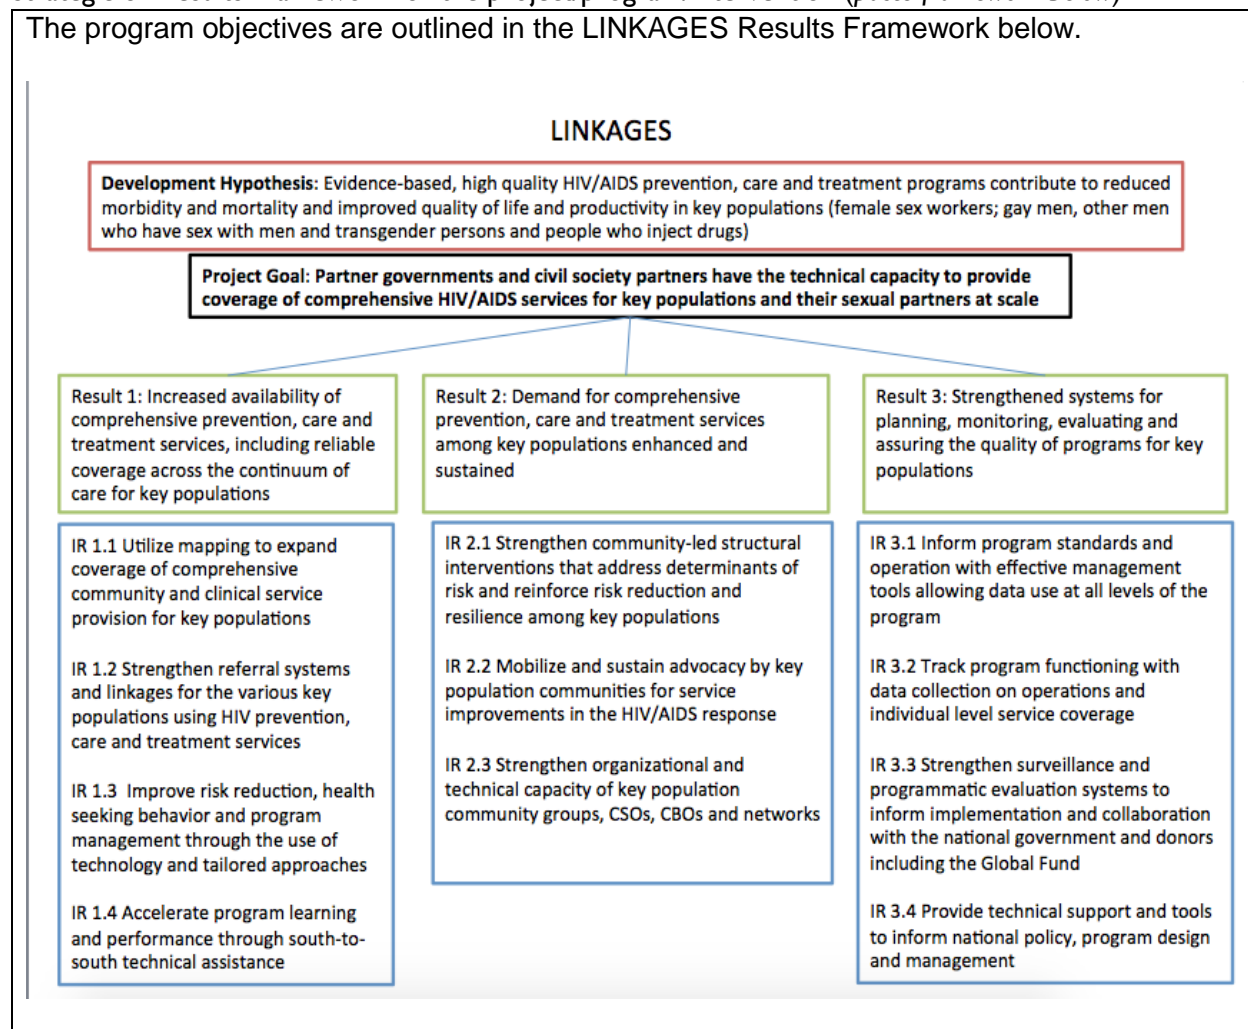 The program objectives are outlined in the LINKAGES Results Framework below.
LINKAGES
Development Hypothesis: Evidence-based, high quality HIV/AIDS prevention, care and treatment programs contribute to reduced
morbidity and mortality and improved quality of life and productivity in key populations (female sex workers; gay men, other men
who have sex with men and transgender persons and people who inject drugs)
Project Goal: Partner governments and civil society partners have the technical capacity to provide
coverage of comprehensive HIV/AIDS services for key populations and their sexual partners at scale
Result 1: Increased availability of
comprehensive prevention, care and
treatment services, including reliable
coverage across the continuum of
care for key populations
IR 1.1 Utilize mapping to expand
coverage of comprehensive
community and clinical service
provision for key populations
IR 1.2 Strengthen referral systems
and linkages for the various key
populations using HIV prevention,
care and treatment services
IR 1.3 Improve risk reduction, health
seeking behavior and program
management through the use of
technology and tailored approaches
IR 1.4 Accelerate program learning
and performance through south-to-
south technical assistance
Result 2: Demand for comprehensive
prevention, care and treatment services
among key populations enhanced and
sustained
IR 2.1 Strengthen community-led structural
interventions that address determinants of
risk and reinforce risk reduction and
resilience among key populations
IR 2.2 Mobilize and sustain advocacy by key
population communities for service
improvements in the HIV/AIDS response
IR 2.3 Strengthen organizational and
technical capacity of key population
community groups, CSOs, CBOs and networks
Result 3: Strengthened systems for
planning, monitoring, evaluating and
assuring the quality of programs for key
populations
IR 3.1 Inform program standards and
operation with effective management
tools allowing data use at all levels of the
program
IR 3.2 Track program functioning with
data collection on operations and
individual level service coverage
IR 3.3 Strengthen surveillance and
programmatic evaluation systems to
inform implementation and collaboration
with the national government and donors
including the Global Fund
IR 3.4 Provide technical support and tools
to inform national policy, program design
and management